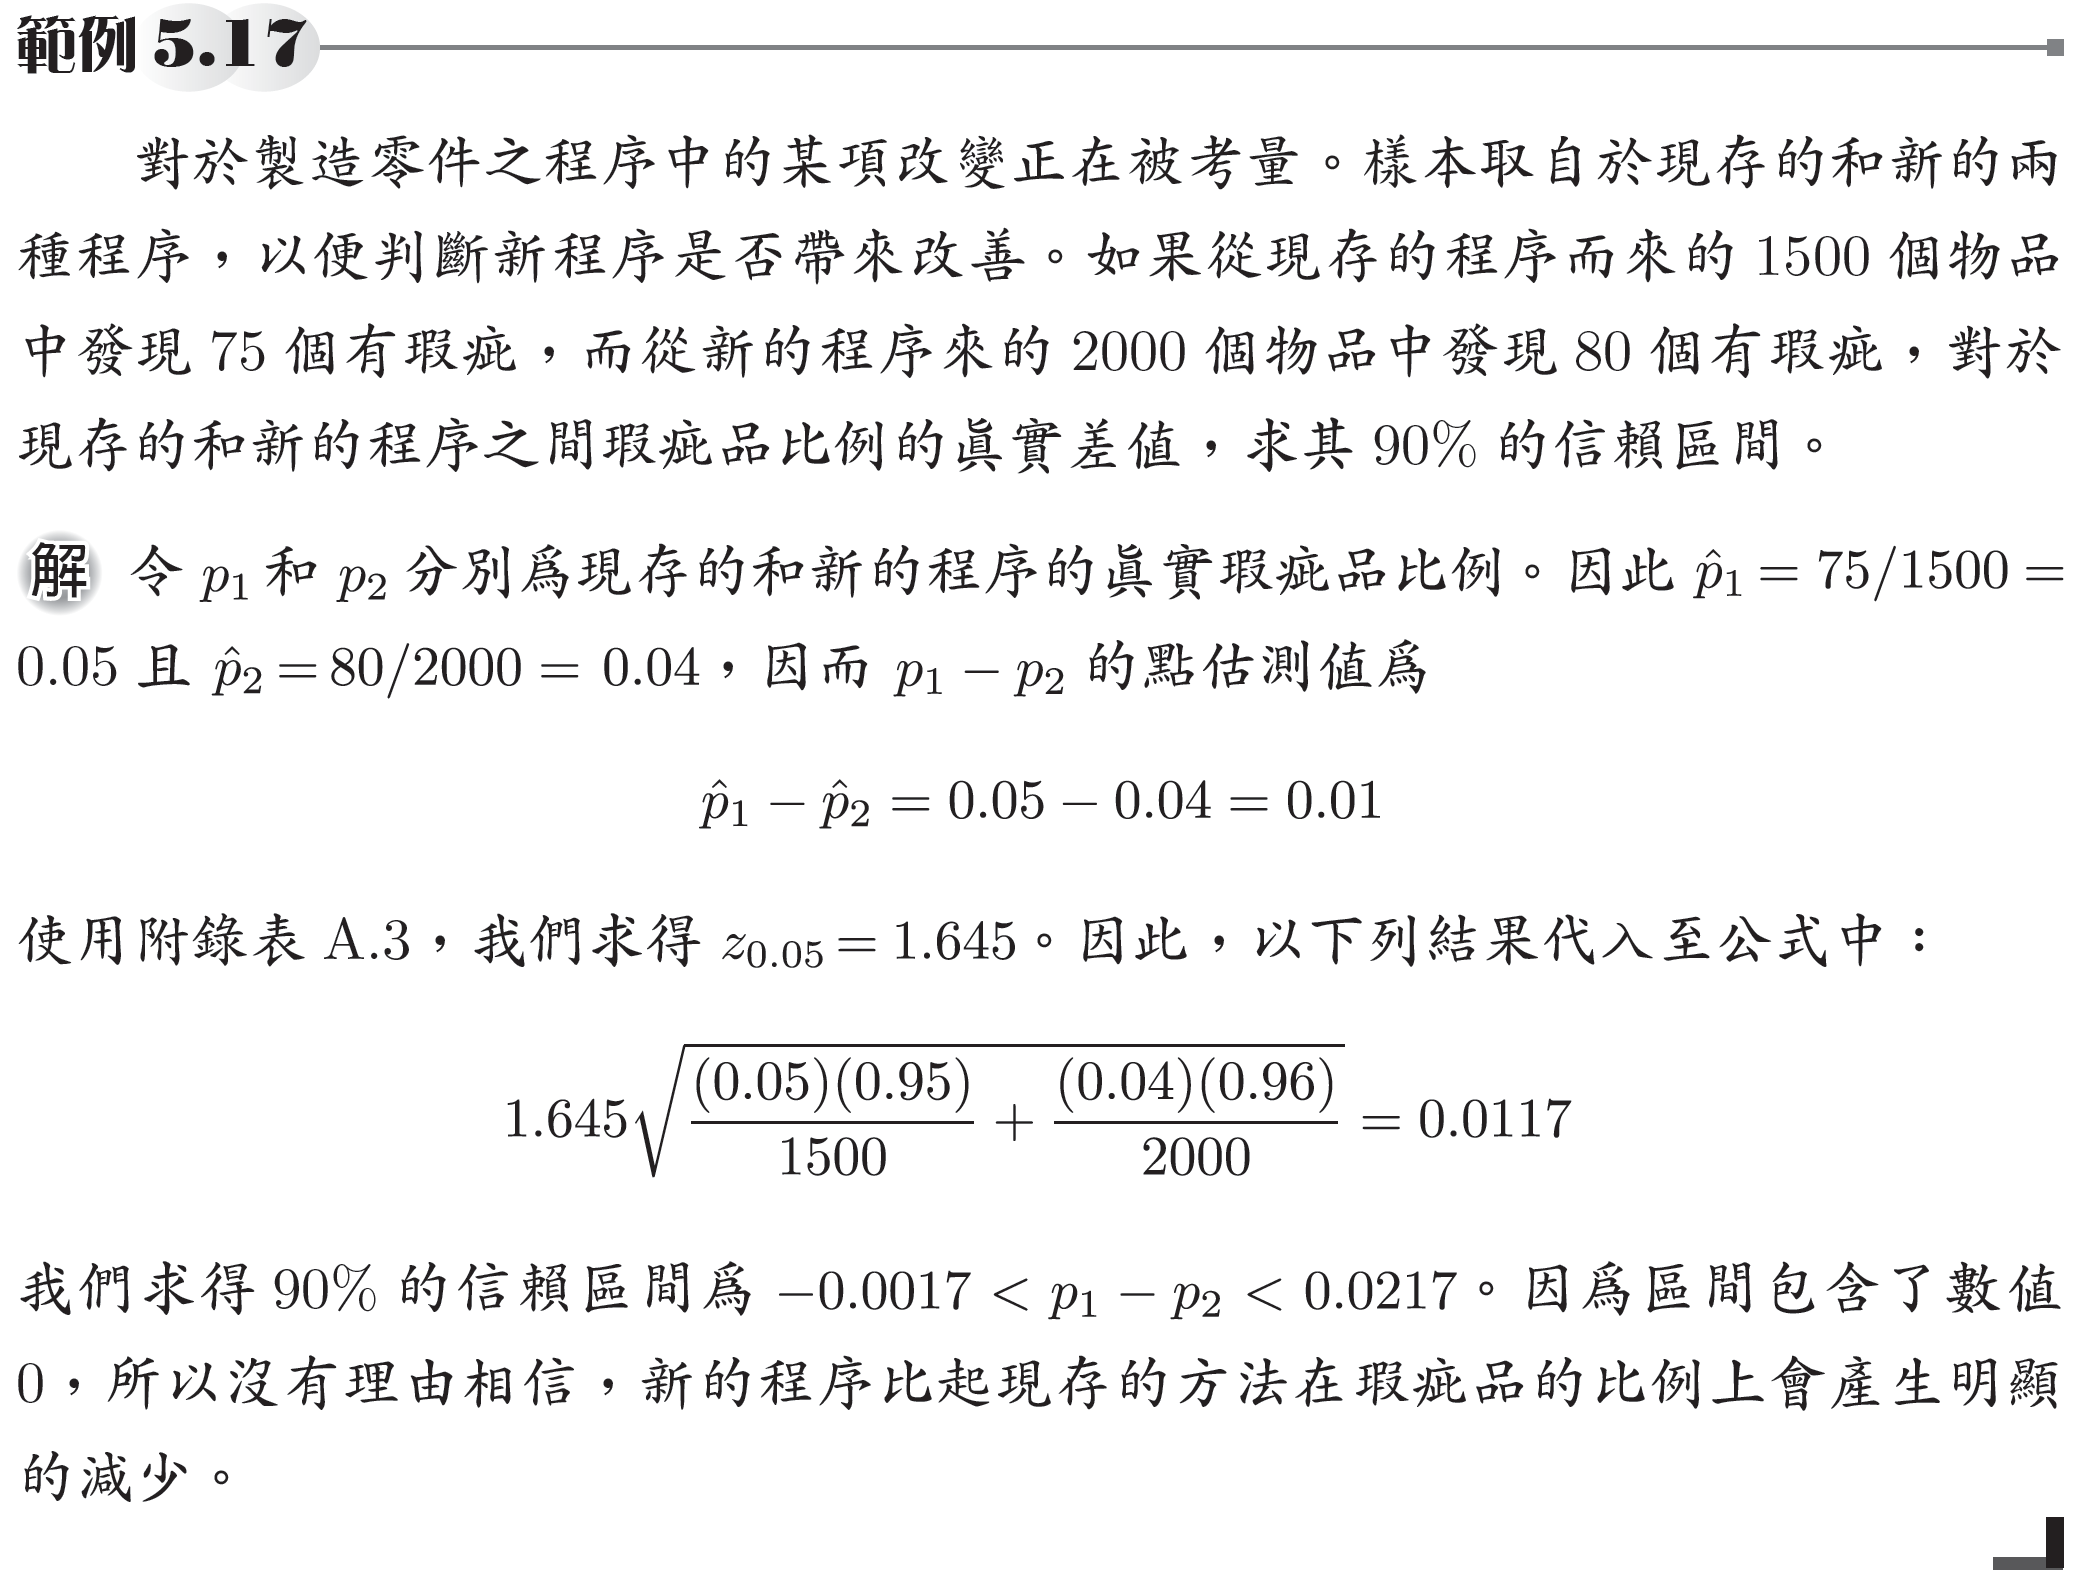 範例 5.17
對於製造零件之程序中的某項改變正在被考量。樣本取自於現存的和新的兩
種程序，以便判斷新程序是否帶來改善。如果從現存的程序而來的 1500 個物品
中發現 75 個有瑕疵，而從新的程序來的 2000 個物品中發現 80 個有瑕疵，對於
現存的和新的程序之間瑕疵品比例的眞實差值，求其 90% 的信賴區間。
解 令 p₁ 和 p₂ 分別爲現存的和新的程序的眞實瑕疵品比例。因此 p̂₁ = 75/1500 =
0.05 且 p̂₂ = 80/2000 = 0.04，因而 p₁ − p₂ 的點估測值爲
p̂₁ − p̂₂ = 0.05 − 0.04 = 0.01
使用附錄表 A.3，我們求得 z₀.₀₅ = 1.645。因此，以下列結果代入至公式中：
1.645√((0.05)(0.95)/1500 + (0.04)(0.96)/2000) = 0.0117
我們求得 90% 的信賴區間爲 −0.0017 < p₁ − p₂ < 0.0217。因爲區間包含了數值
0，所以沒有理由相信，新的程序比起現存的方法在瑕疵品的比例上會產生明顯
的減少。